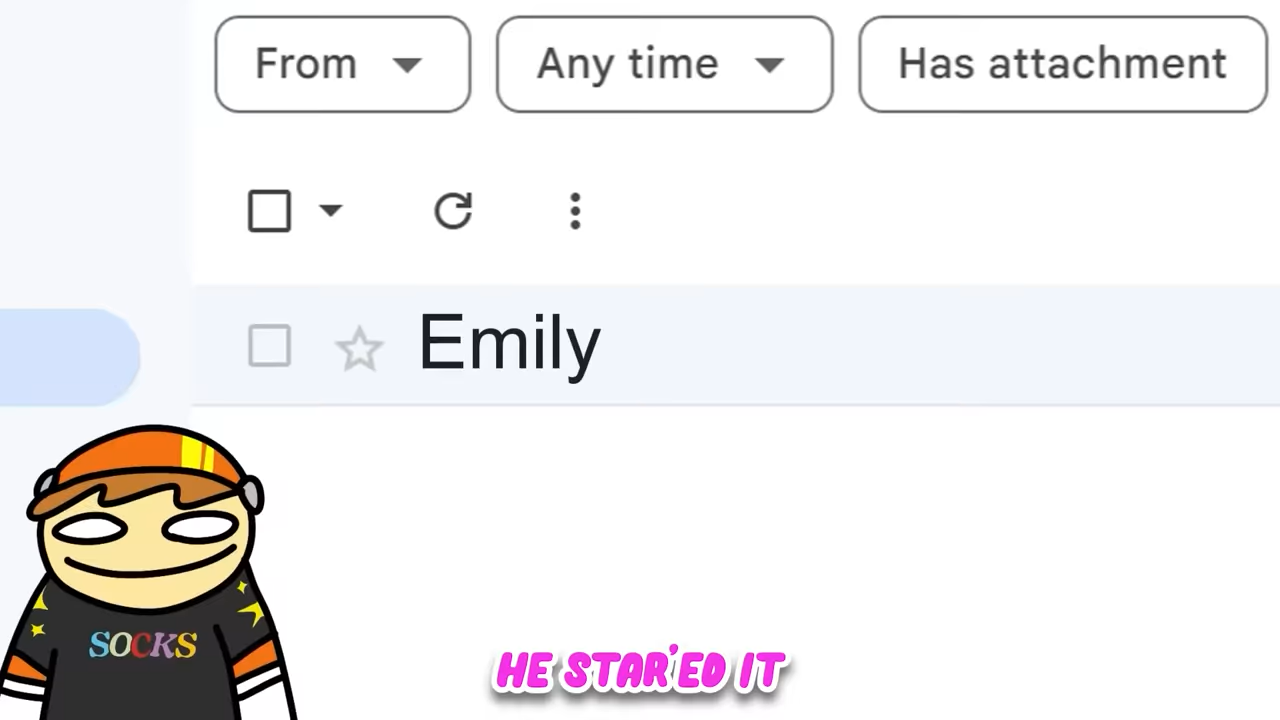 From
Any time
Has attachment
Emily
SOCKS
HE STAR'ED IT